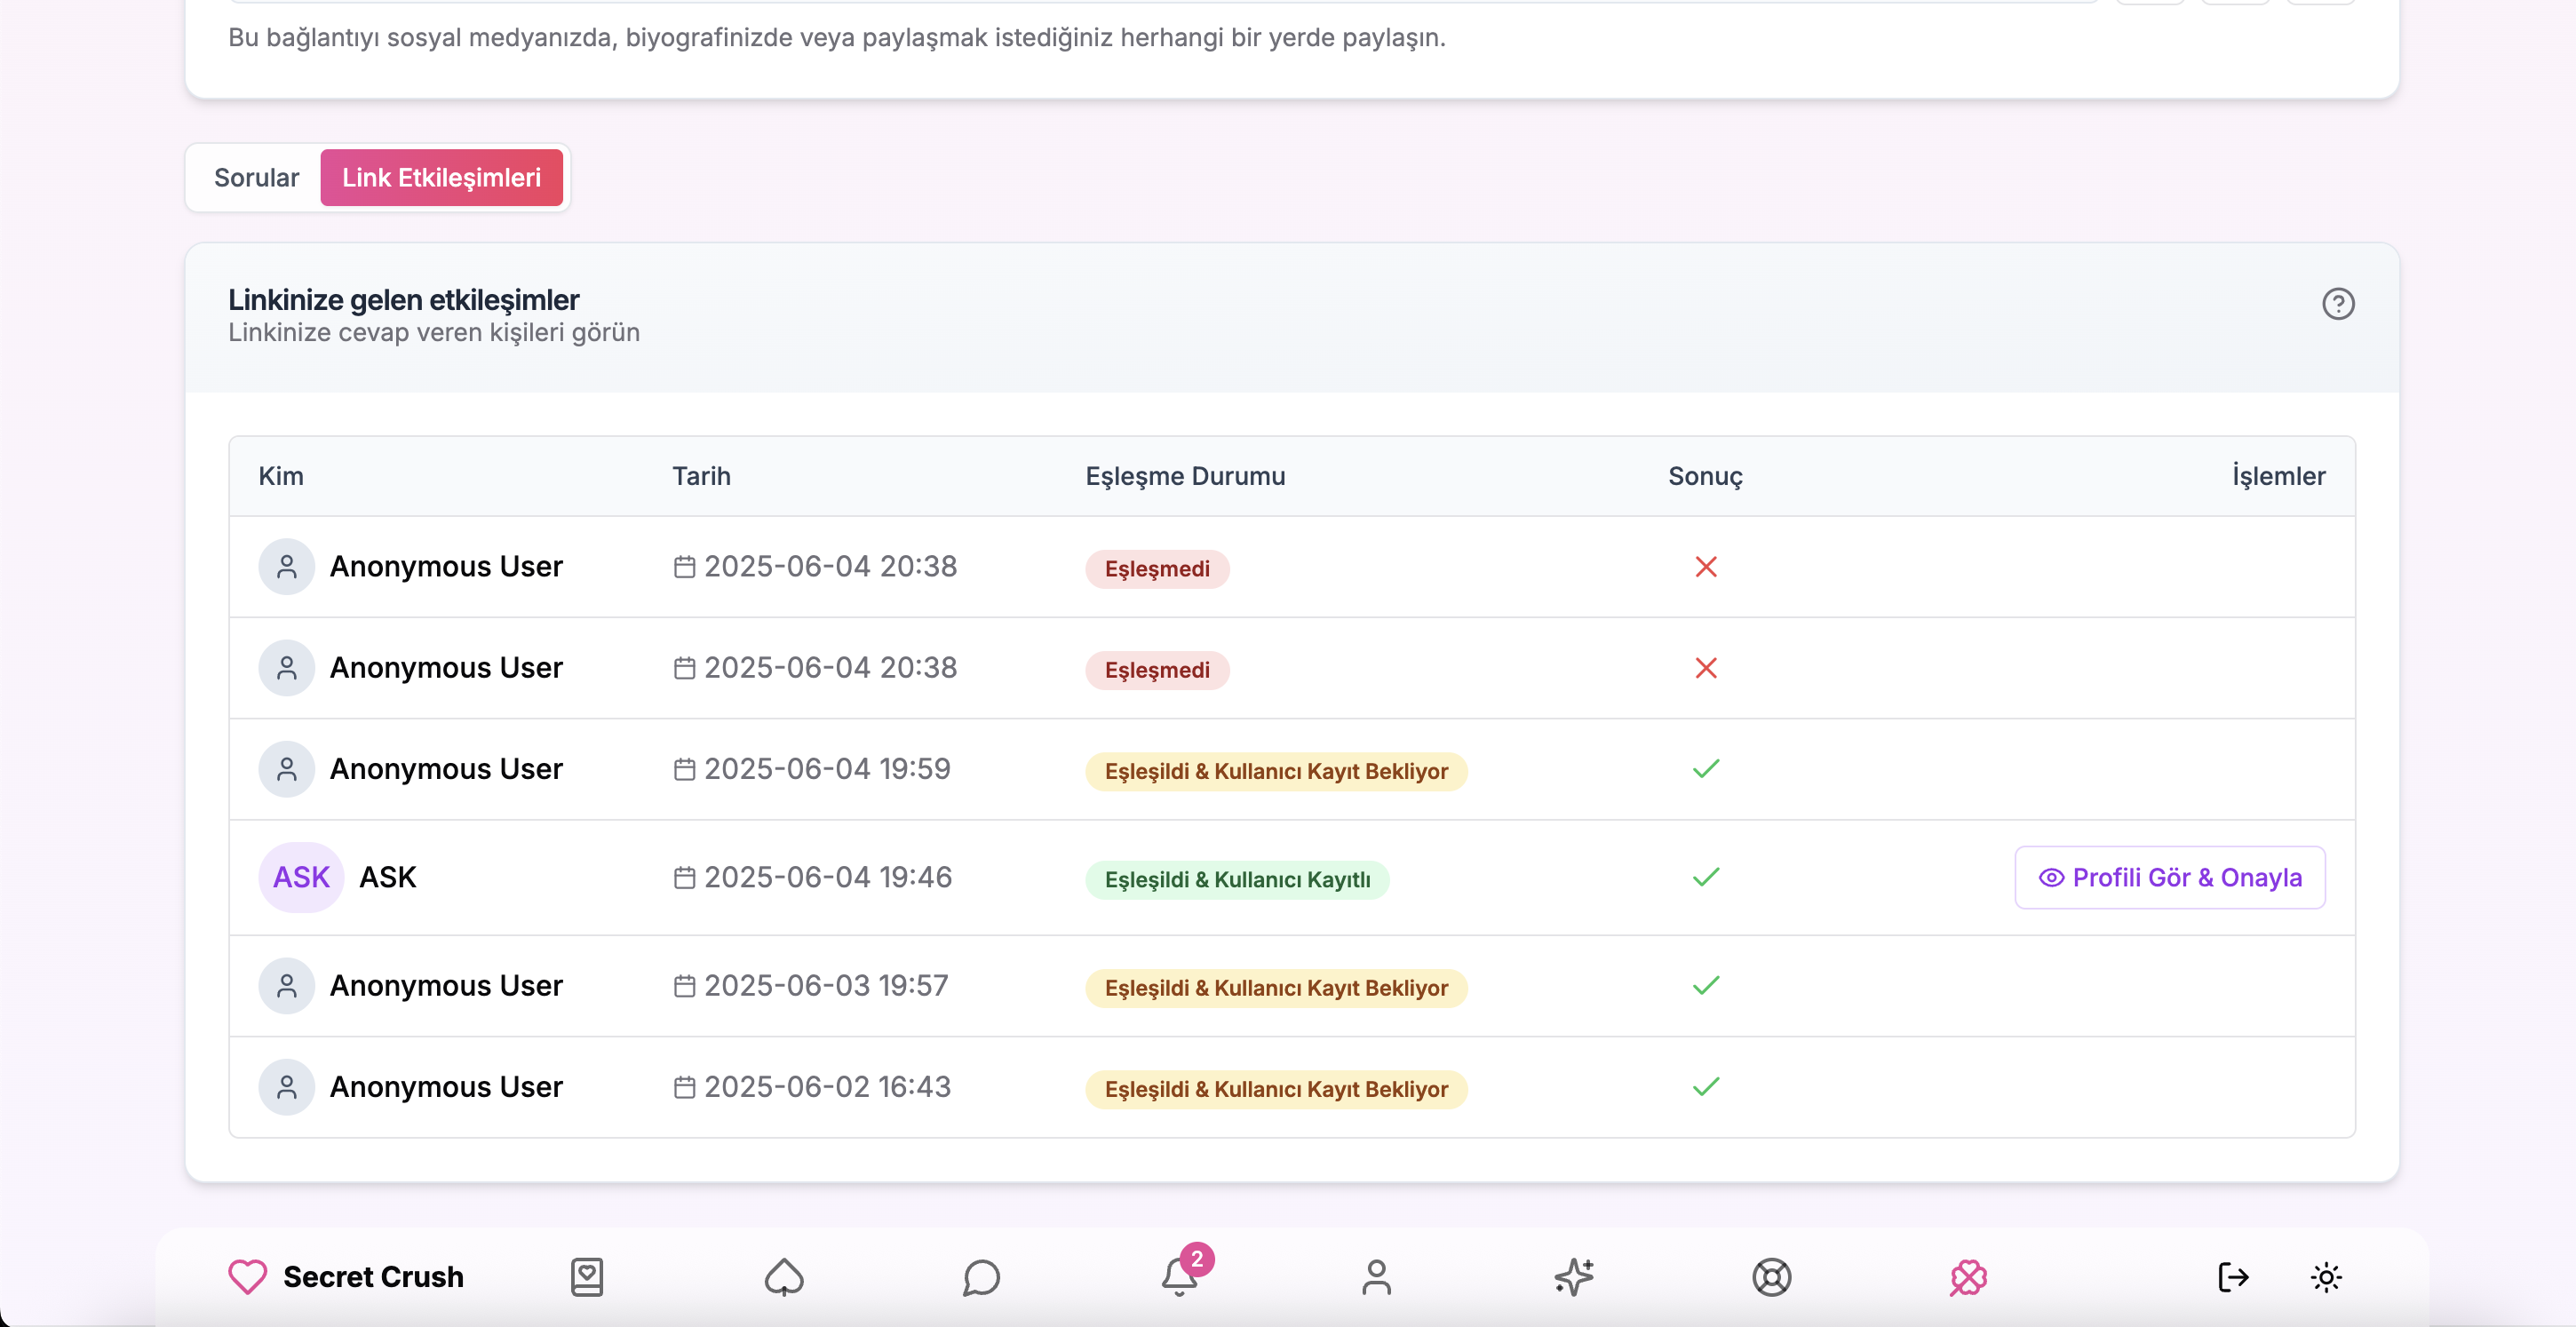 Bu bağlantıyı sosyal medyanızda, biyografinizde veya paylaşmak istediğiniz herhangi bir yerde paylaşın.
Sorular Link Etkileşimleri
Linkinize gelen etkileşimler
Linkinize cevap veren kişileri görün
Kim Tarih Eşleşme Durumu Sonuç İşlemler
Anonymous User 2025-06-04 20:38 Eşleşmedi
Anonymous User 2025-06-04 20:38 Eşleşmedi
Anonymous User 2025-06-04 19:59 Eşleşildi & Kullanıcı Kayıt Bekliyor
ASK ASK 2025-06-04 19:46 Eşleşildi & Kullanıcı Kayıtlı Profili Gör & Onayla
Anonymous User 2025-06-03 19:57 Eşleşildi & Kullanıcı Kayıt Bekliyor
Anonymous User 2025-06-02 16:43 Eşleşildi & Kullanıcı Kayıt Bekliyor
Secret Crush 2